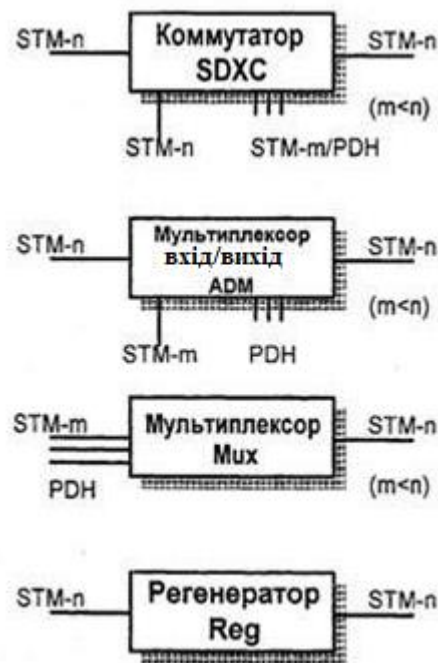 STM-n
Коммутатор
SDXC
STM-n
(m<n)
STM-n
STM-m/PDH
STM-n
Мультиплексор
вхід/вихід
ADM
STM-n
(m<n)
STM-m
PDH
STM-m
PDH
Мультиплексор
Mux
STM-n
(m<n)
STM-n
Регенератор
Reg
STM-n